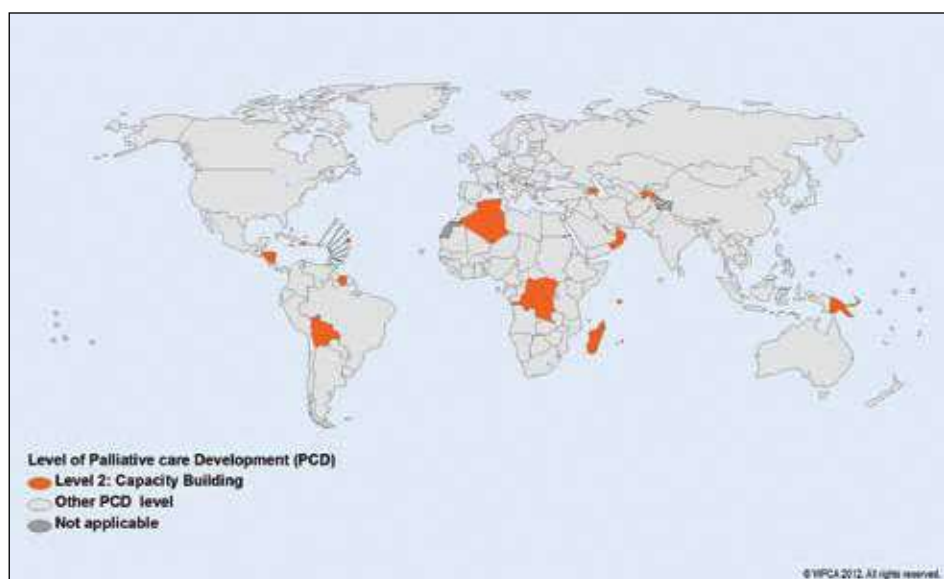 Level of Palliative care Development (PCD)
Level 2: Capacity Building
Other PCD level
Not applicable
© WPCA 2012. All rights reserved.